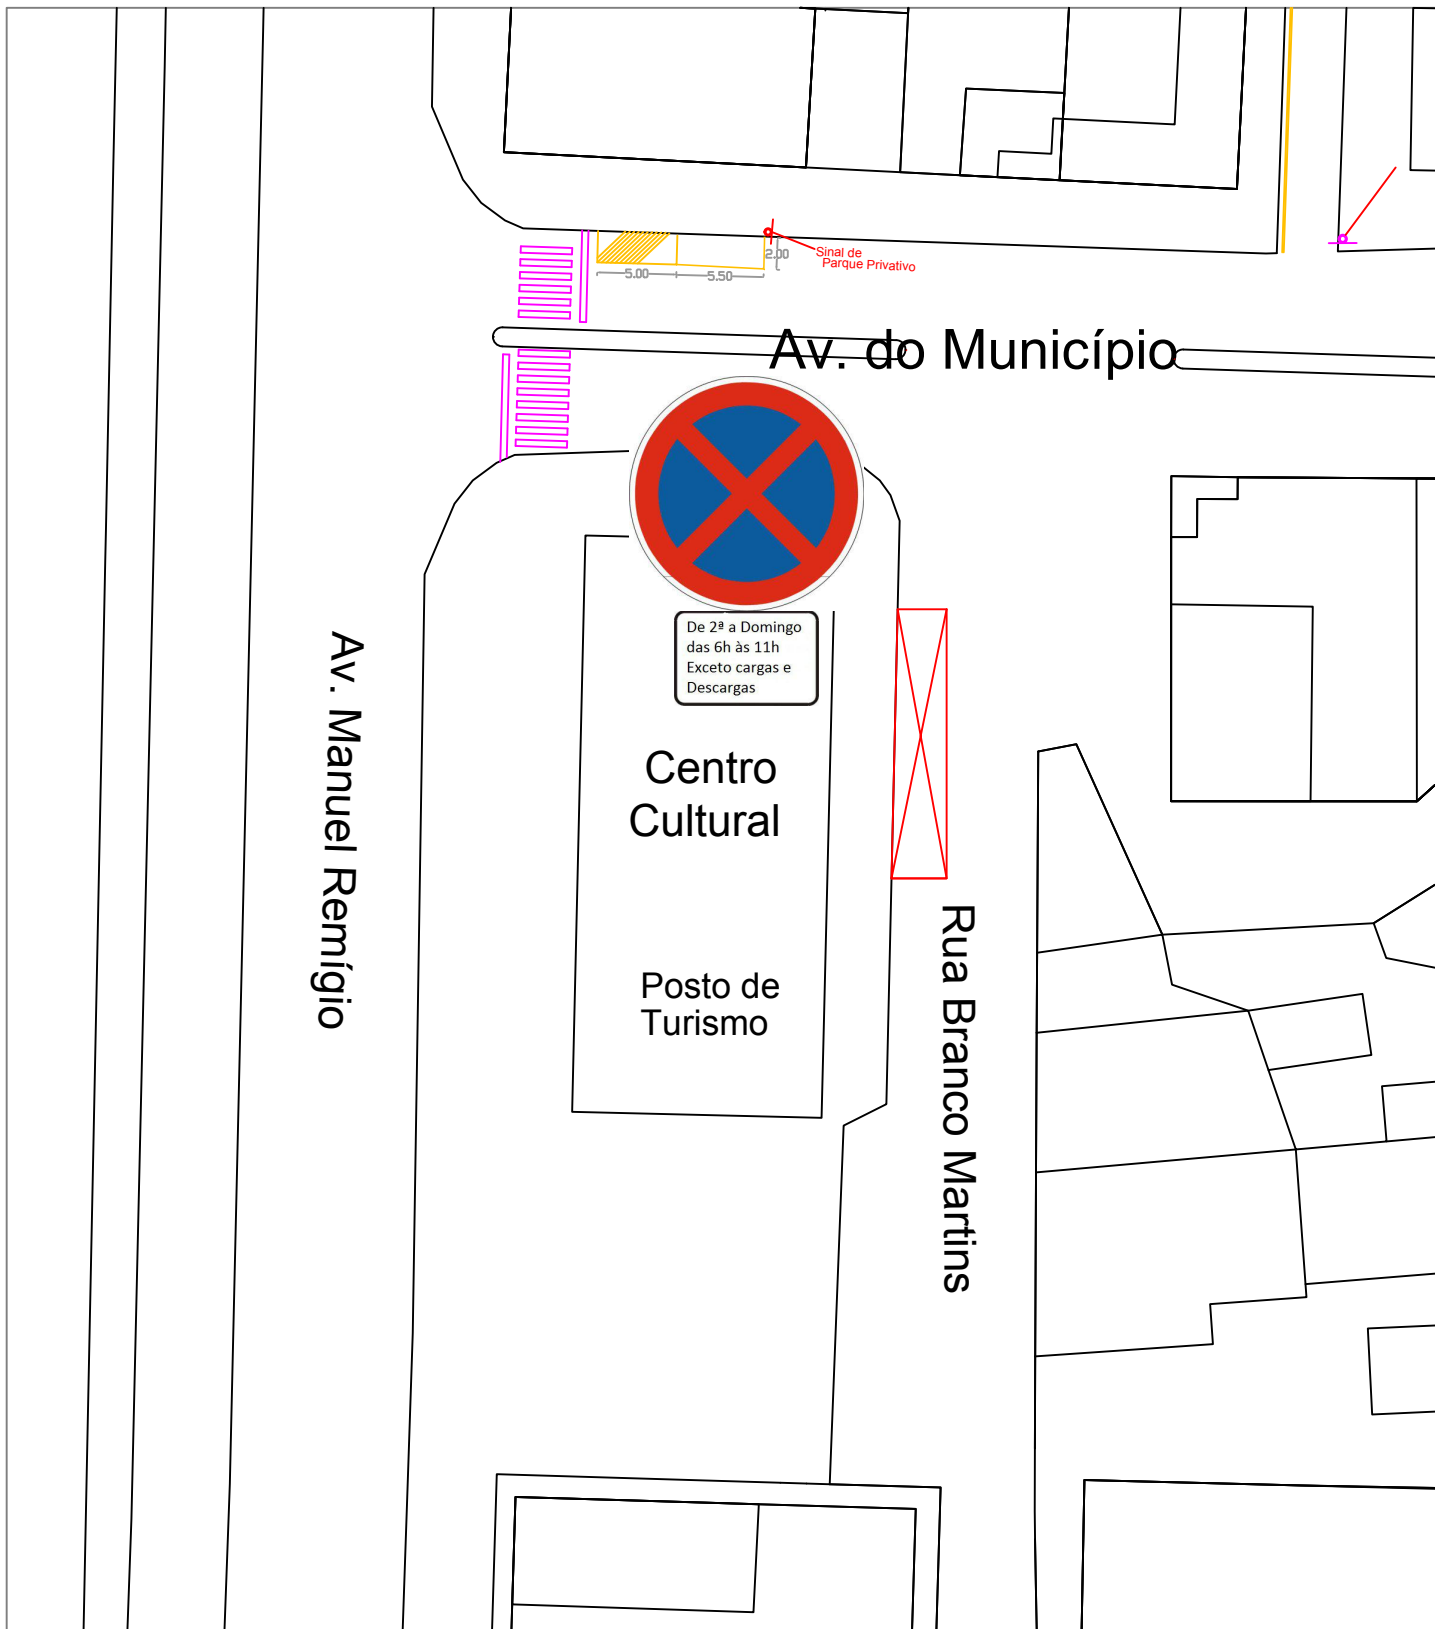 Sinal de
Parque Privativo
2.00
5.00
5.50
Av. do Município
De 2ª a Domingo
das 6h às 11h
Exceto cargas e
Descargas
Av. Manuel Remígio
Centro
Cultural
Posto de
Turismo
Rua Branco Martins